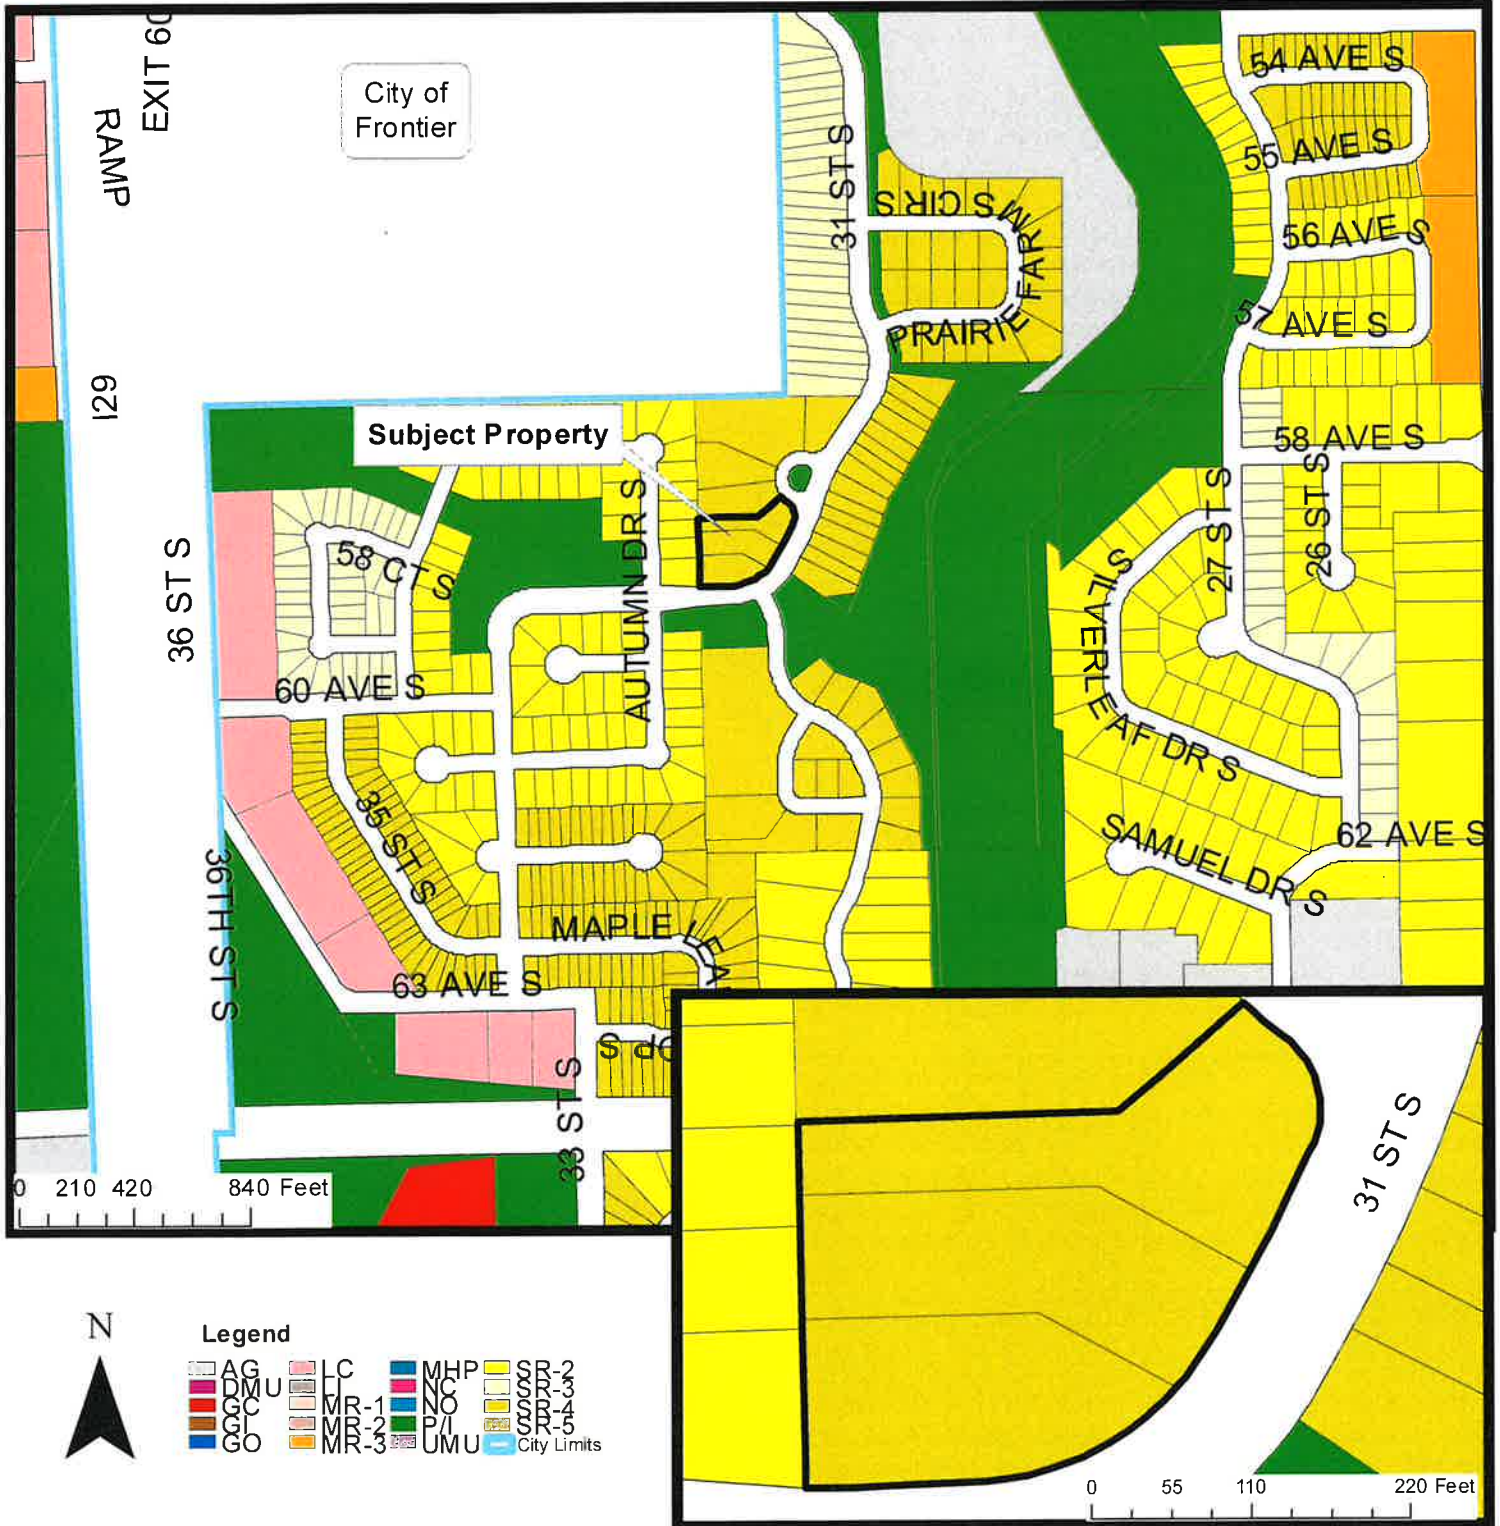 EXIT 60
RAMP
City of
Frontier
31 ST S
PRAIRIE FARMS CIR S
54 AVE S
55 AVE S
56 AVE S
57 AVE S
I29
Subject Property
58 AVE S
27 ST S
26 ST S
36 ST S
58 CT S
AUTUMN DR S
SILVERLEAF DR S
60 AVE S
35 ST S
SAMUEL DR S
62 AVE S
36TH ST S
MAPLE LEA
63 AVE S
OP S
33 ST S
0 210 420 840 Feet
31 ST S
0 55 110 220 Feet
N
Legend
AG LC MHP SR-2
DMU LI NC SR-3
GC MR-1 NO SR-4
GI MR-2 P/I SR-5
GO MR-3 UMU City Limits